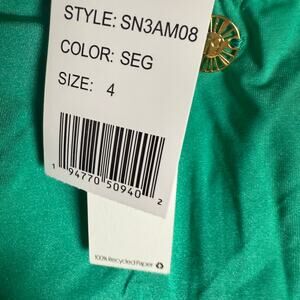 STYLE: SN3AM08
COLOR: SEG
SIZE: 4
1 94770 50940 2
100% Recycled Paper